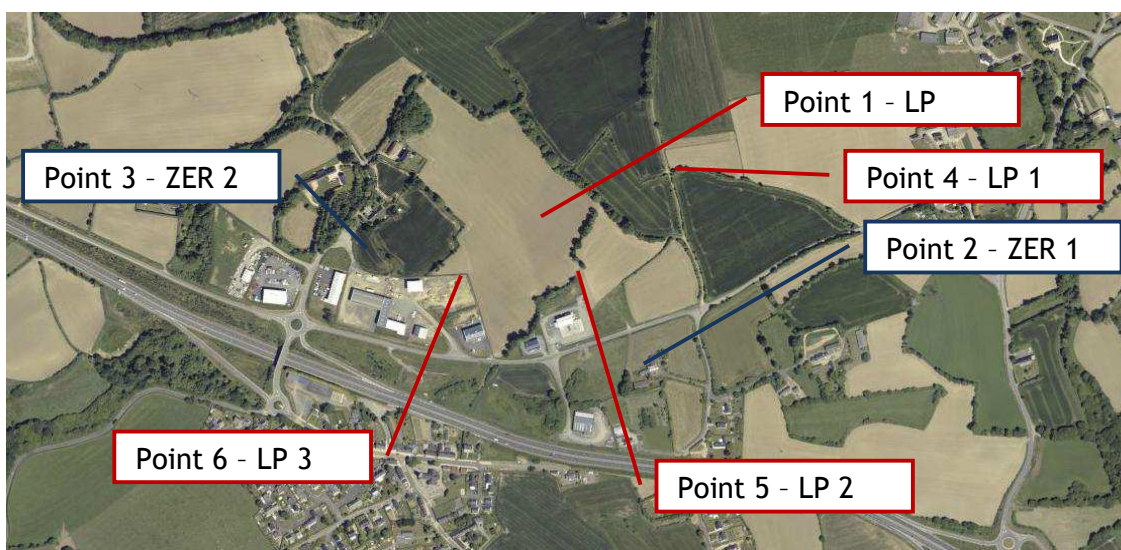 Point 1 - LP
Point 3 - ZER 2
Point 4 - LP 1
Point 2 - ZER 1
Point 6 - LP 3
Point 5 - LP 2